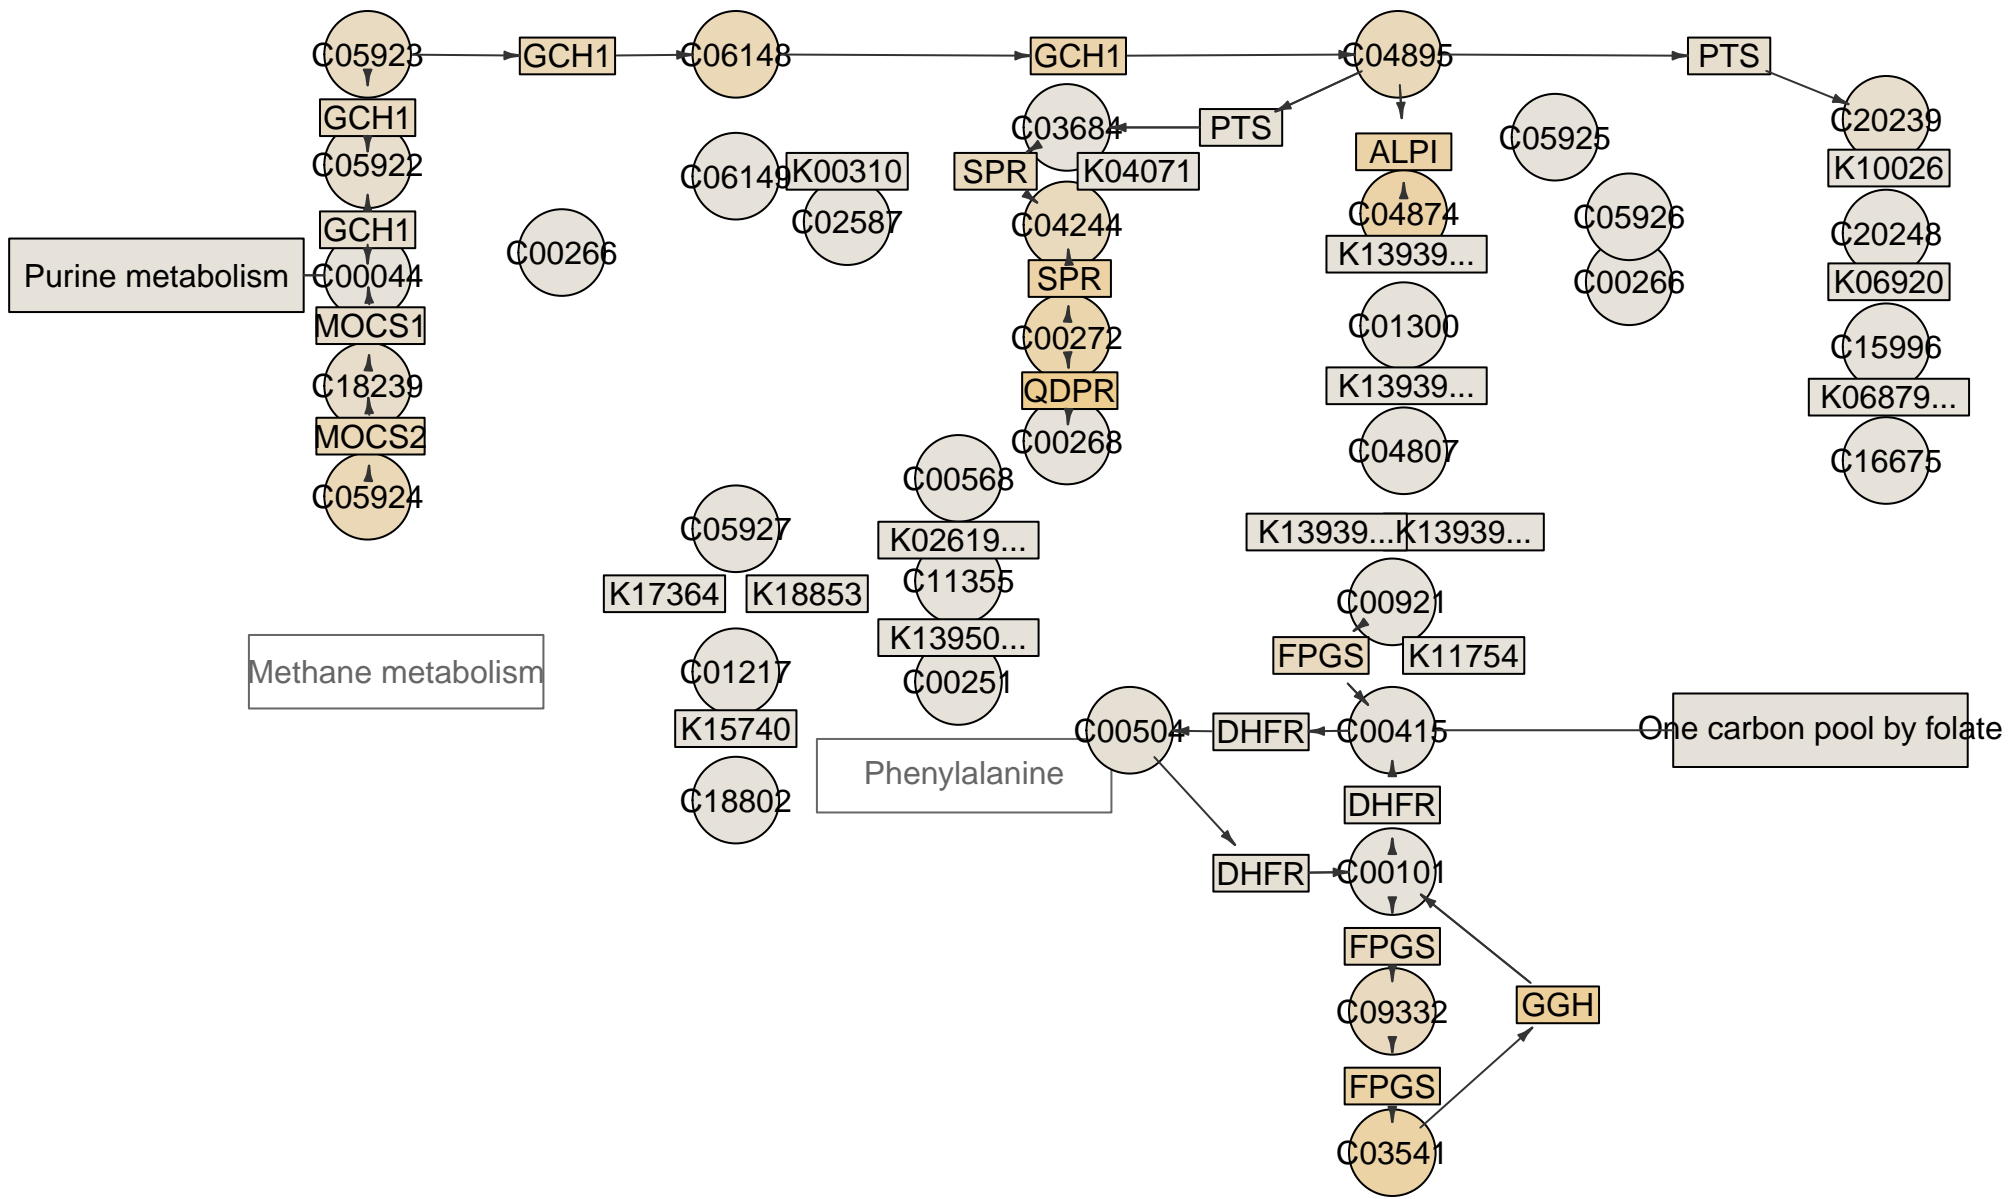 C05923
GCH1
C06148
GCH1
C04895
PTS
GCH1
C03684
PTS
C20239
C05922
SPR
K04071
ALPI
C05925
K10026
C06149
K00310
C02587
GCH1
C00266
C04244
C04874
K13939...
C05926
C20248
Purine metabolism
C00044
SPR
C00266
K06920
MOCS1
C00272
C01300
C15996
C18239
QDPR
K13939...
K06879...
MOCS2
C00268
C04807
C16675
C05924
C00568
C05927
K02619...
K13939...
K13939...
K17364
K18853
C11355
C00921
Methane metabolism
C01217
K13950...
FPGS
K11754
C00251
K15740
C00504
DHFR
C00415
One carbon pool by folate
Phenylalanine
C18802
DHFR
DHFR
C00101
FPGS
C09332
GGH
FPGS
C03541